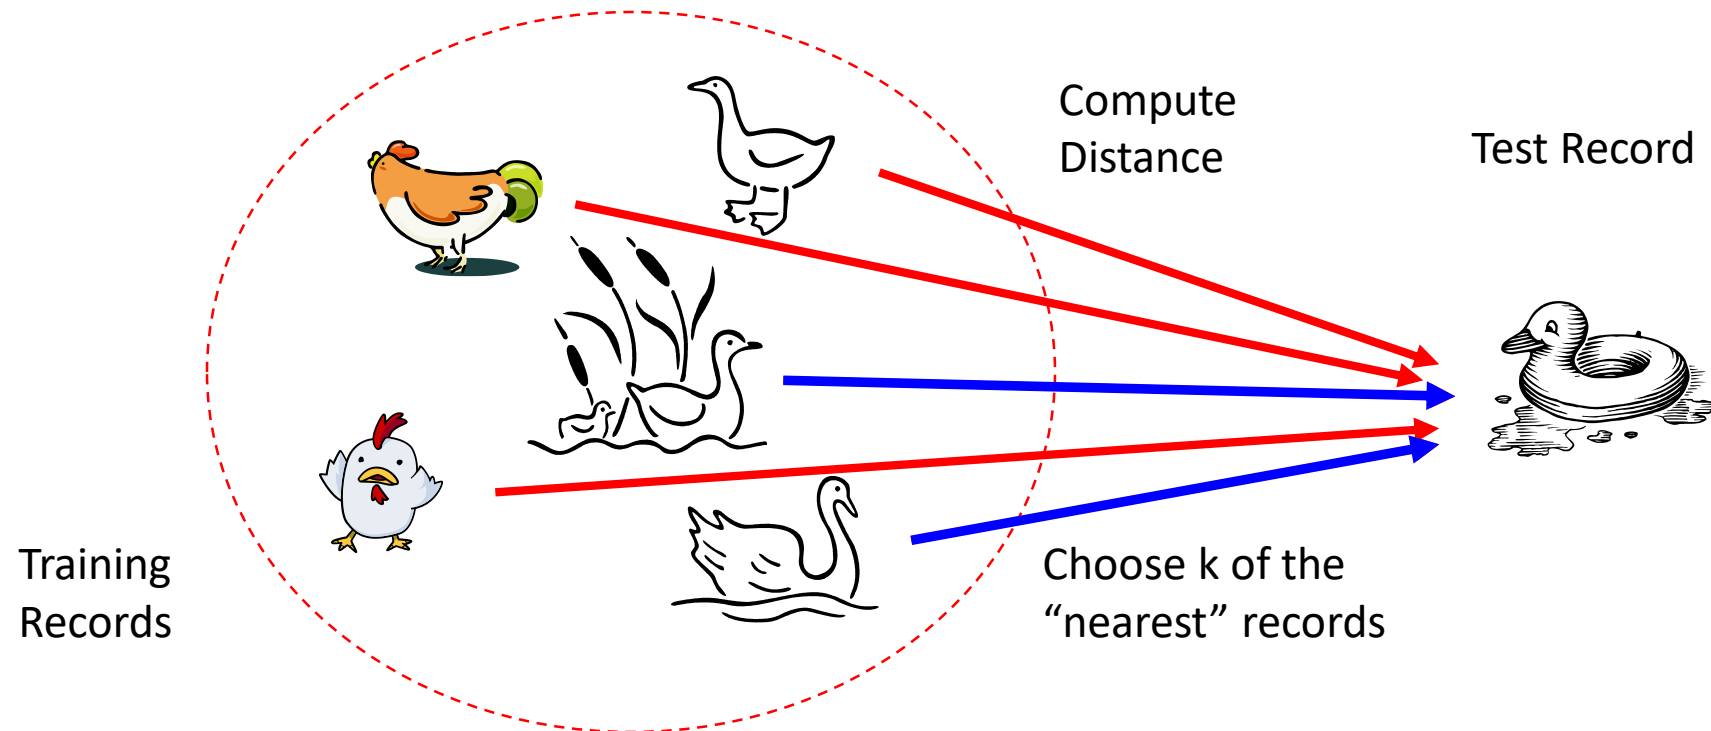 Compute
Distance
Test Record
Training
Records
Choose k of the
“nearest” records